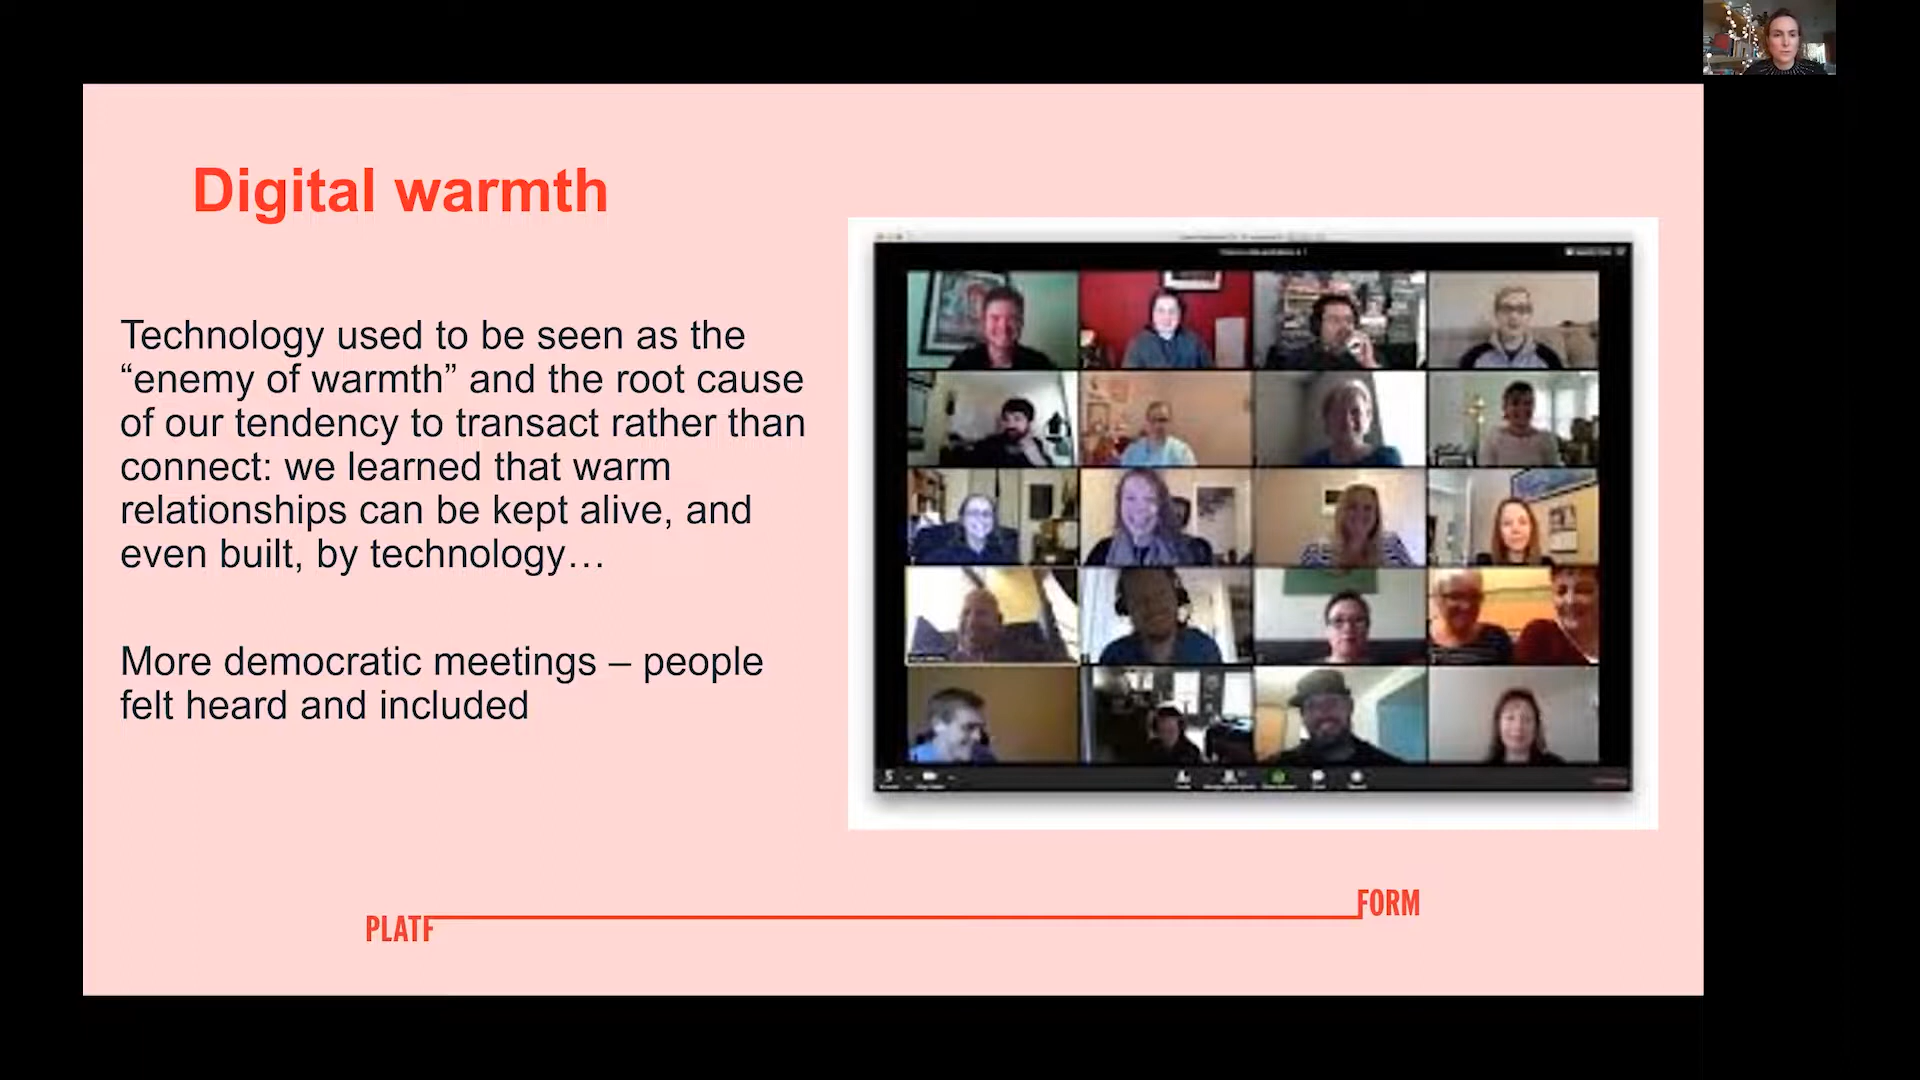 Digital warmth
Technology used to be seen as the
“enemy of warmth” and the root cause
of our tendency to transact rather than
connect: we learned that warm
relationships can be kept alive, and
even built, by technology…
More democratic meetings – people
felt heard and included
PLATF
FORM